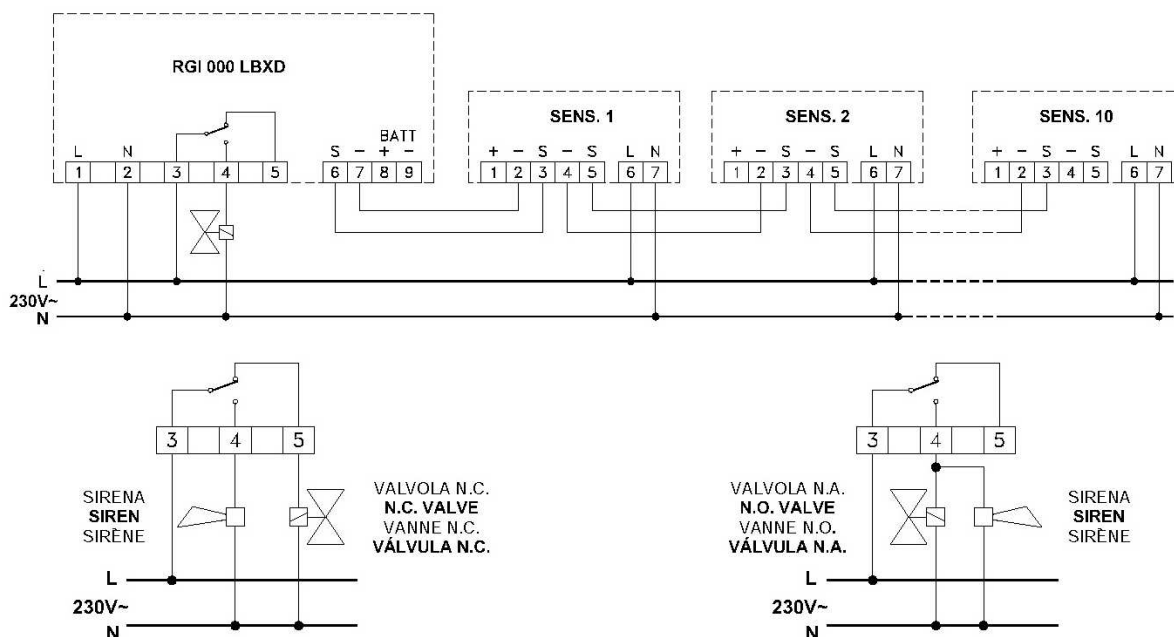 RGI 000 LBXD
SENS. 1
SENS. 2
SENS. 10
BATT
L N
1 2 3 4 5
S − + −
6 7 8 9
+ − S − S L N
1 2 3 4 5 6 7
+ − S − S L N
1 2 3 4 5 6 7
+ − S − S L N
1 2 3 4 5 6 7
L
230V~
N
3 4 5
SIRENA
SIREN
SIRÈNE
VALVOLA N.C.
N.C. VALVE
VANNE N.C.
VÁLVULA N.C.
L
230V~
N
3 4 5
VALVOLA N.A.
N.O. VALVE
VANNE N.O.
VÁLVULA N.A.
SIRENA
SIREN
SIRÈNE
L
230V~
N